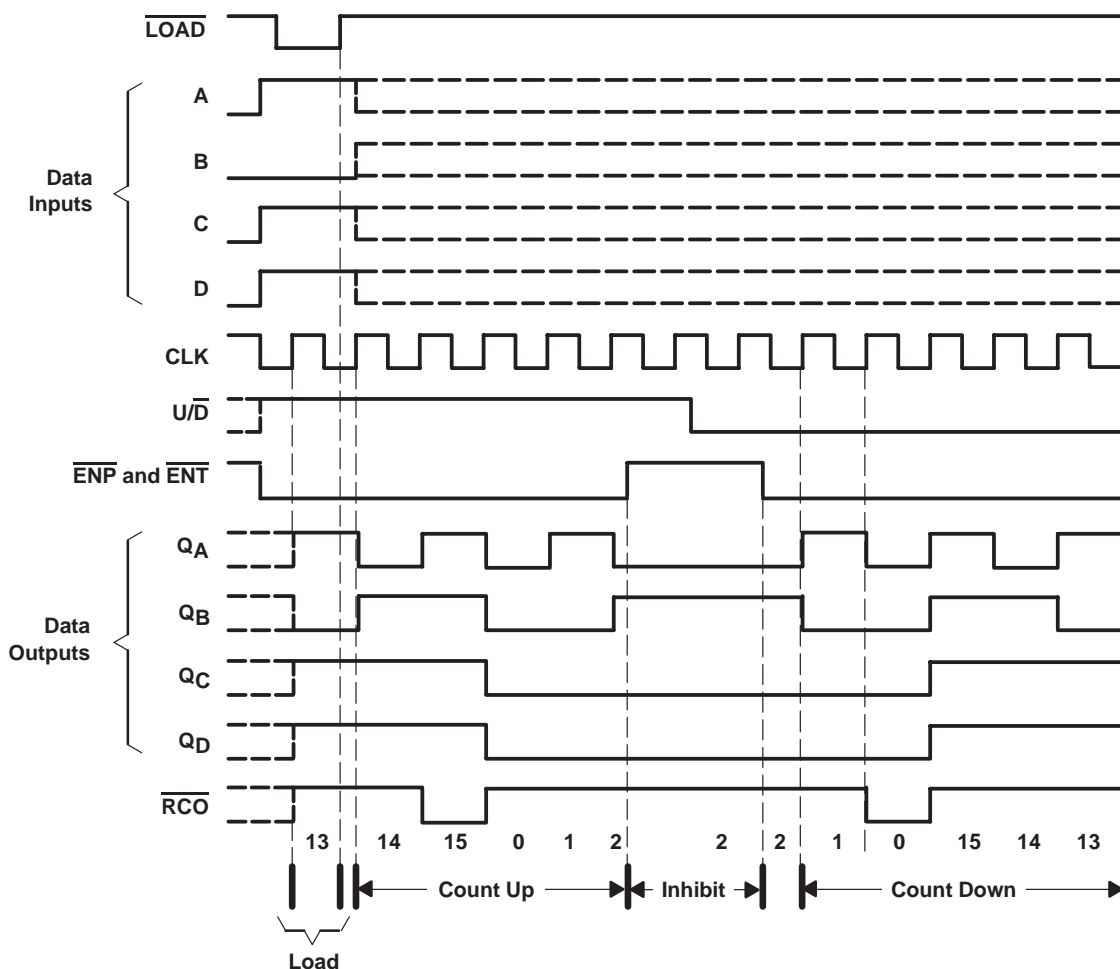 LOAD
A
B
Data
Inputs
C
D
CLK
U/D
ENP and ENT
QA
QB
Data
Outputs
QC
QD
RCO
13 14 15 0 1 2 2 2 1 0 15 14 13
Count Up Inhibit Count Down
Load